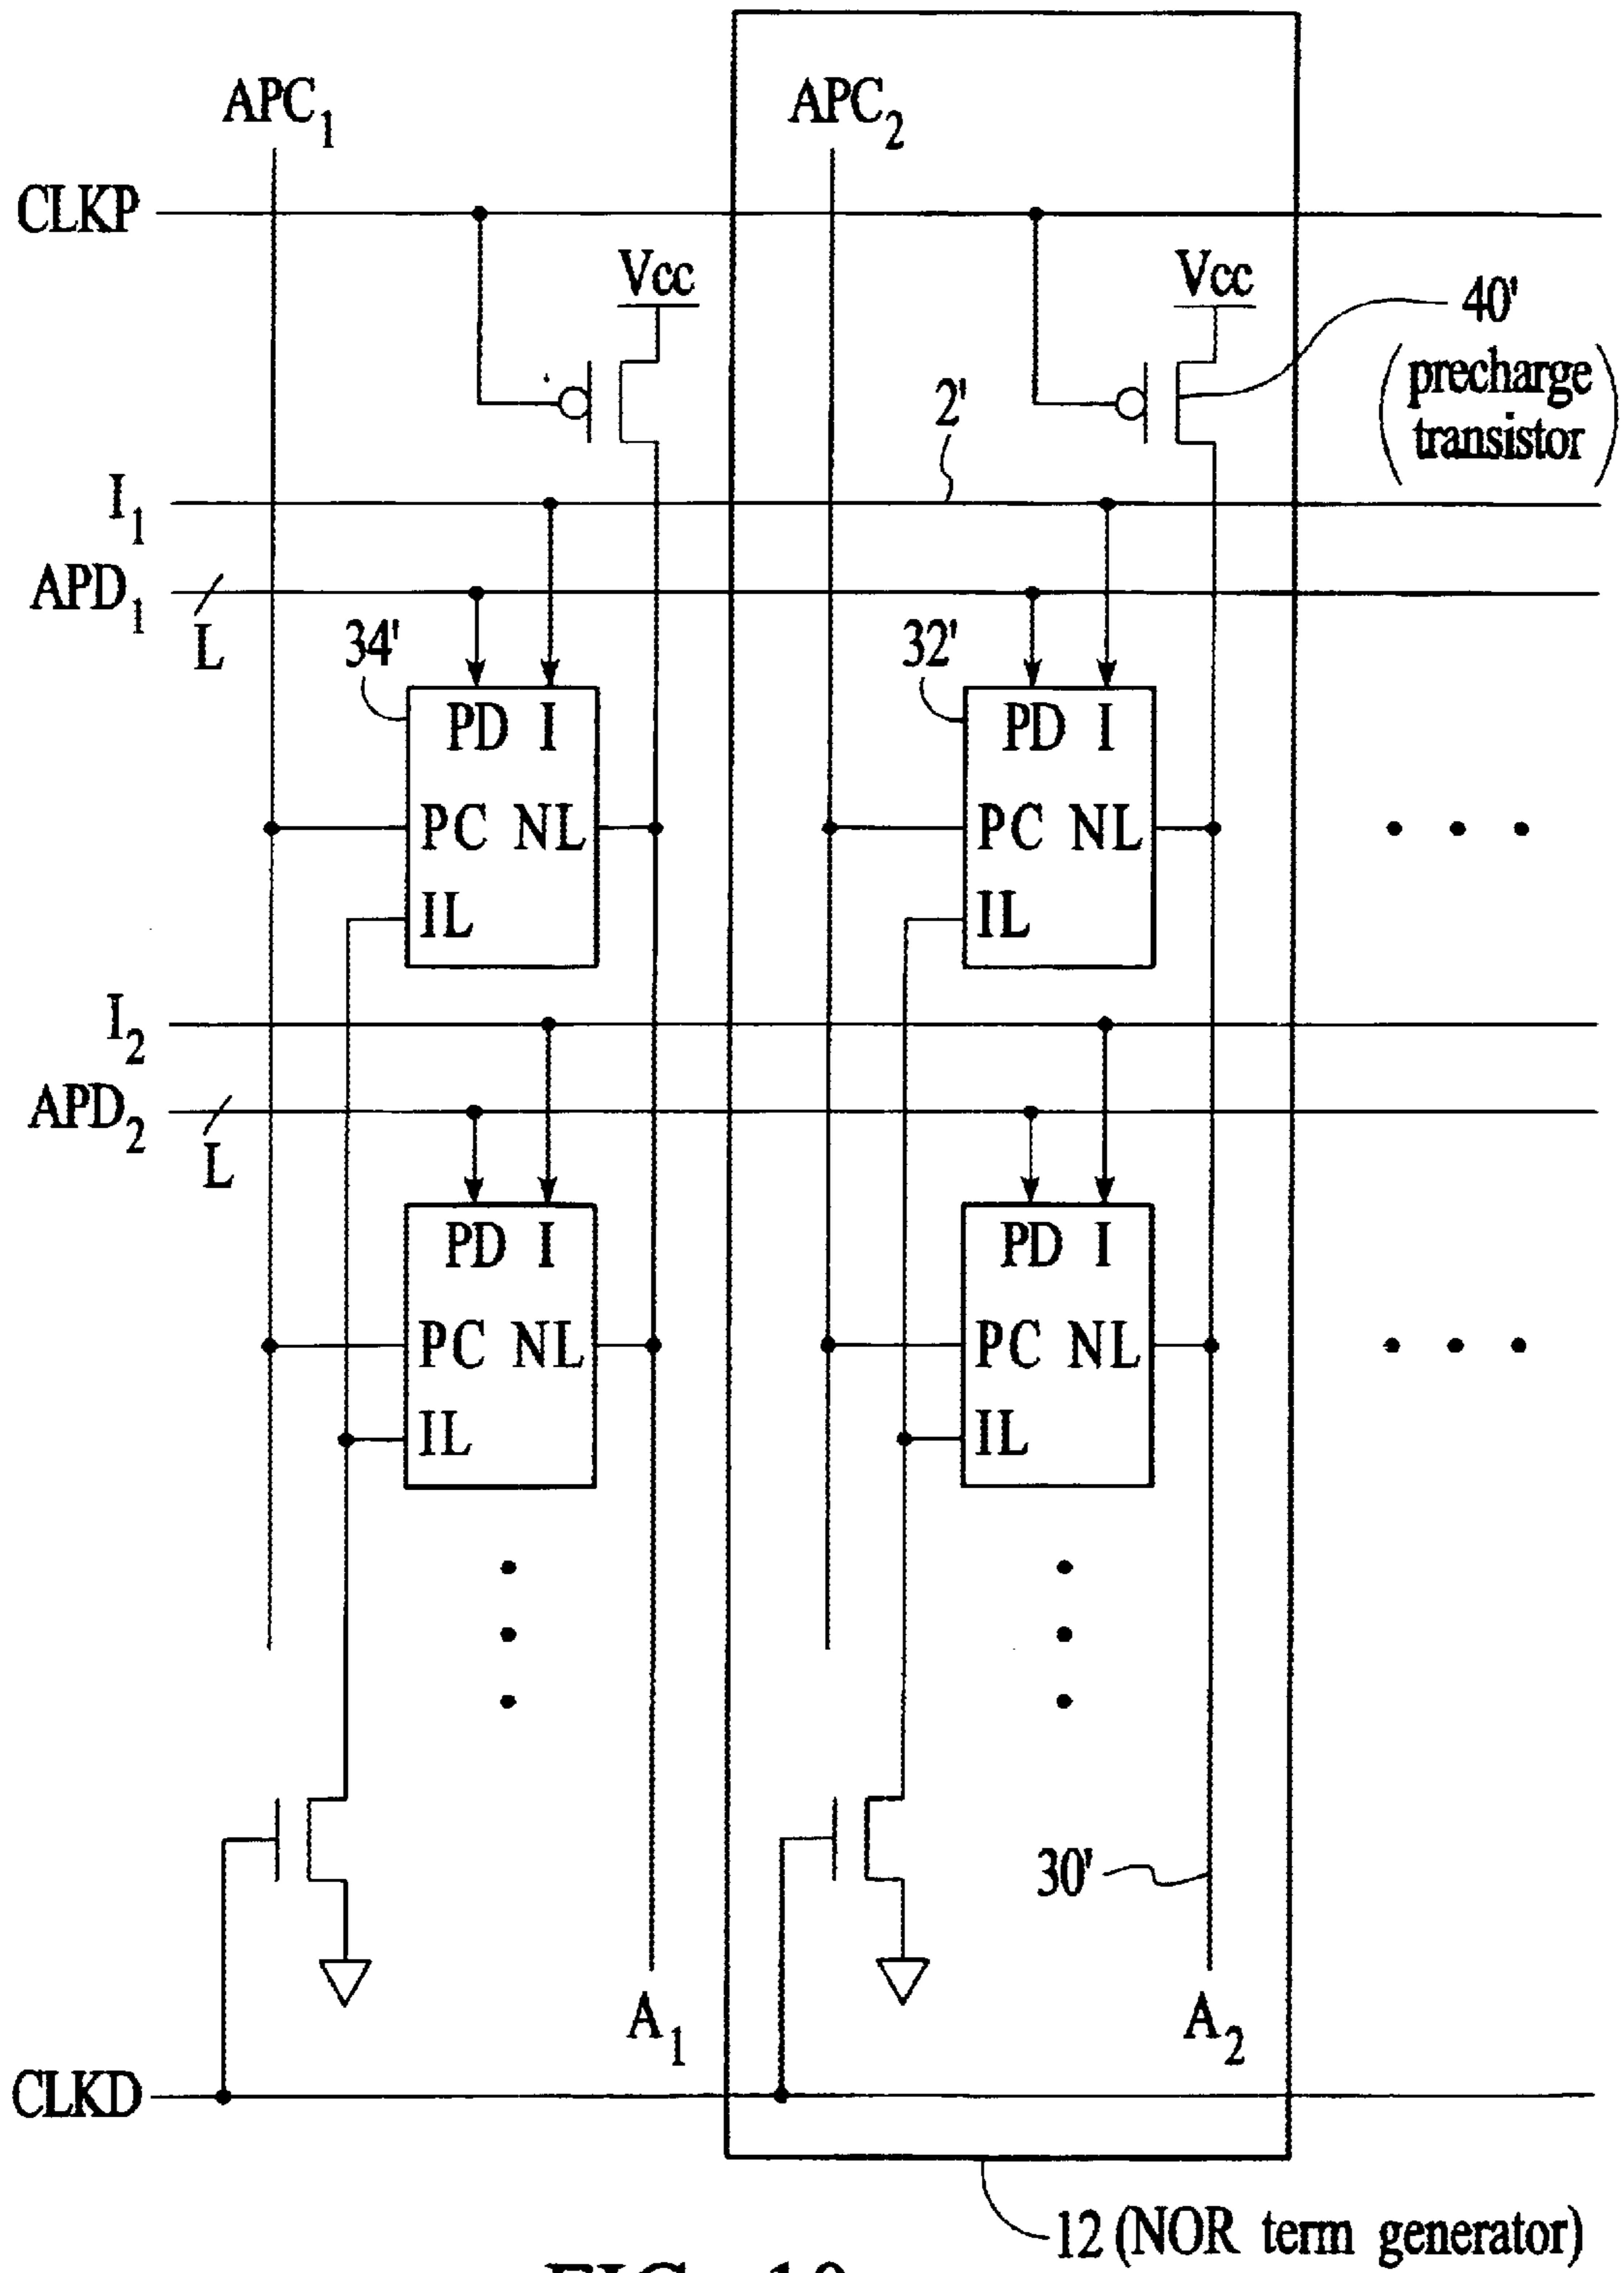 APC1 APC2
CLKP
Vcc Vcc
40'
(precharge
transistor)
2'
I1
APD1
L
34' 32'
PD I PD I
PC NL PC NL
IL IL
I2
APD2
L
PD I PD I
PC NL PC NL
IL IL
30'
A1 A2
CLKD
12 (NOR term generator)